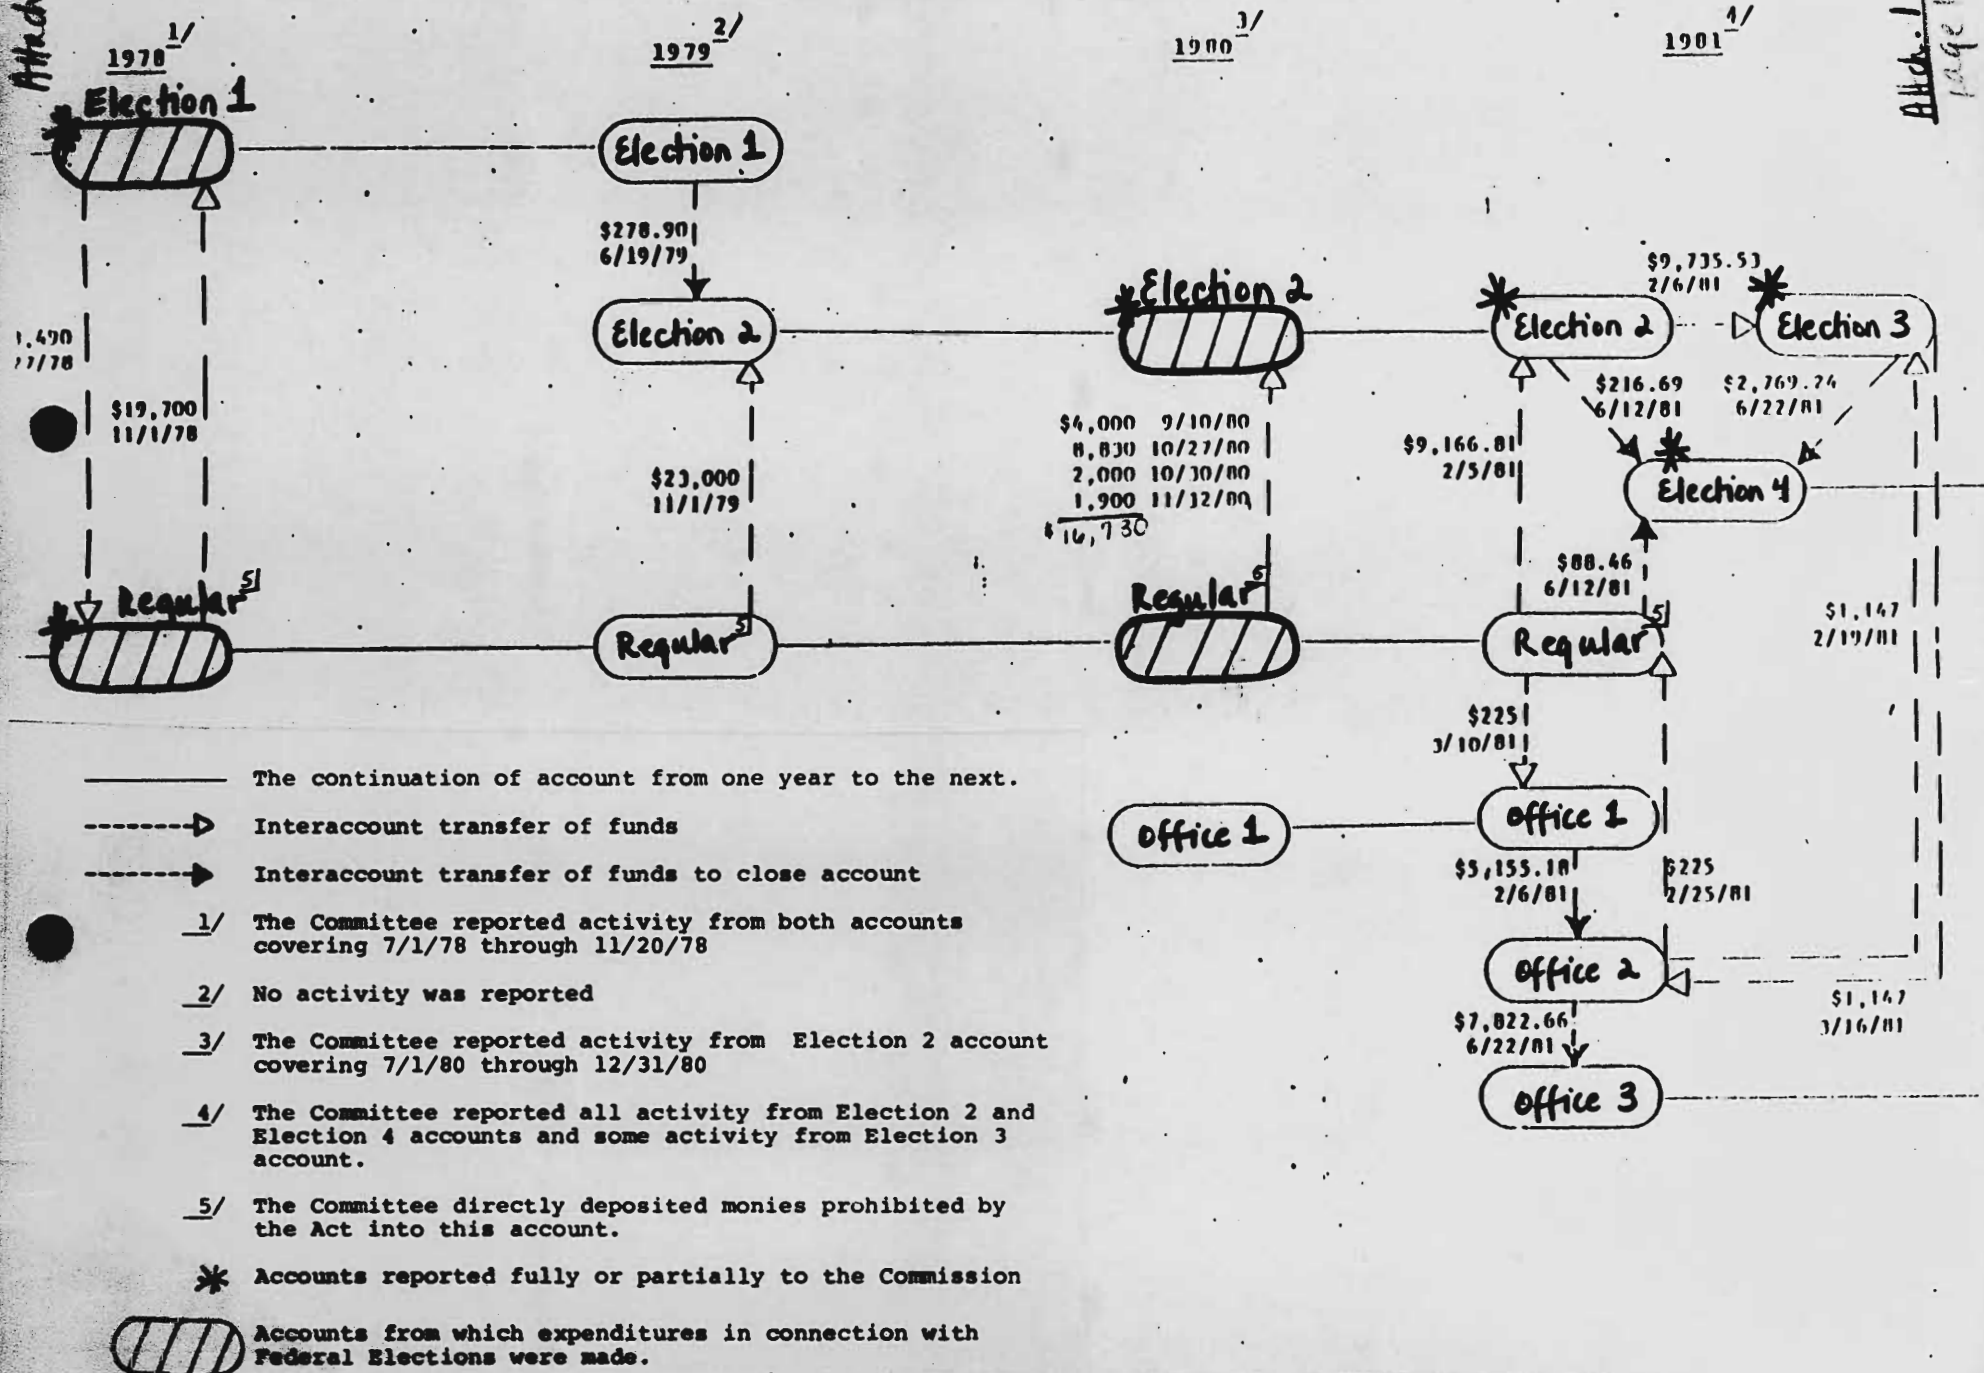 Attach
1978 1/
1979 2/
1980 3/
1981 4/
Attch. 1
page
Election 1
Election 1
$278.90
6/19/79
Election 2
Election 2
Election 2
$9,735.53
2/6/81
Election 3
,490
/78
$19,700
11/1/78
$23,000
11/1/79
$4,000 9/10/80
8,830 10/27/80
2,000 10/30/80
1,900 11/12/80
$16,730
$9,166.81
2/5/81
$216.69
6/12/81
$2,769.24
6/22/81
Election 4
$88.46
6/12/81
$1,147
2/19/81
Regular 5/
Regular 5/
Regular
Regular 5/
$225
3/10/81
Office 1
Office 1
$5,155.18
2/6/81
$225
2/25/81
Office 2
$1,147
3/16/81
$7,822.66
6/22/81
Office 3
The continuation of account from one year to the next.
Interaccount transfer of funds
Interaccount transfer of funds to close account
1/ The Committee reported activity from both accounts
covering 7/1/78 through 11/20/78
2/ No activity was reported
3/ The Committee reported activity from Election 2 account
covering 7/1/80 through 12/31/80
4/ The Committee reported all activity from Election 2 and
Election 4 accounts and some activity from Election 3
account.
5/ The Committee directly deposited monies prohibited by
the Act into this account.
* Accounts reported fully or partially to the Commission
Accounts from which expenditures in connection with
Federal Elections were made.